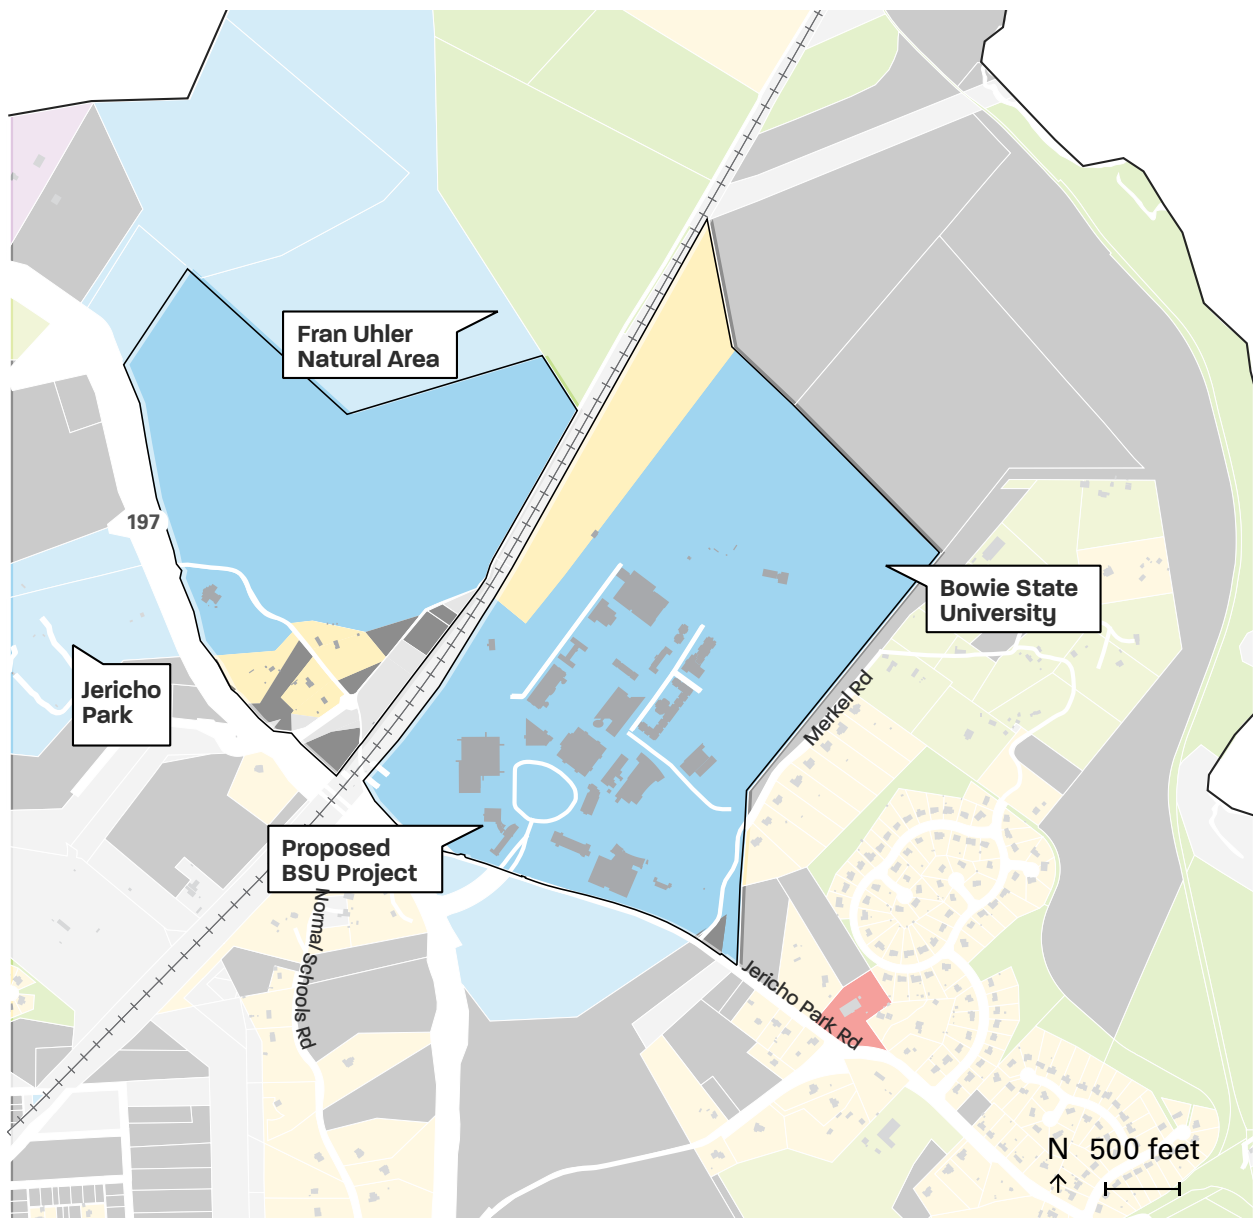 Fran Uhler
Natural Area
197
Bowie State
University
Jericho
Park
Merkel Rd
Proposed
BSU Project
Normal Schools Rd
Jericho Park Rd
N 500 feet